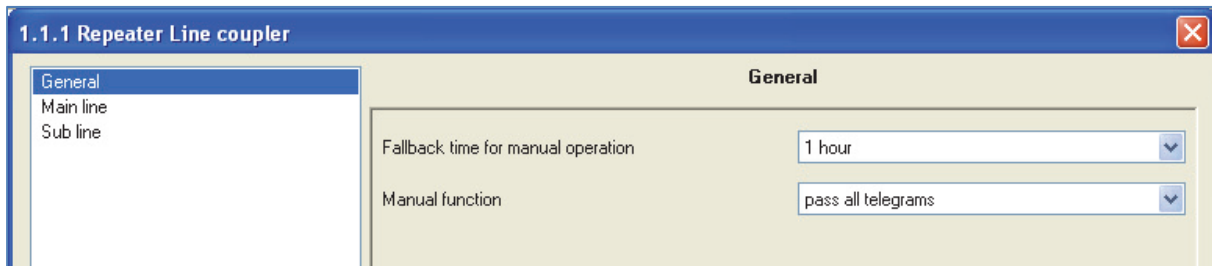 1.1.1 Repeater Line coupler
General
Main line
Sub line
General
Fallback time for manual operation
1 hour
Manual function
pass all telegrams